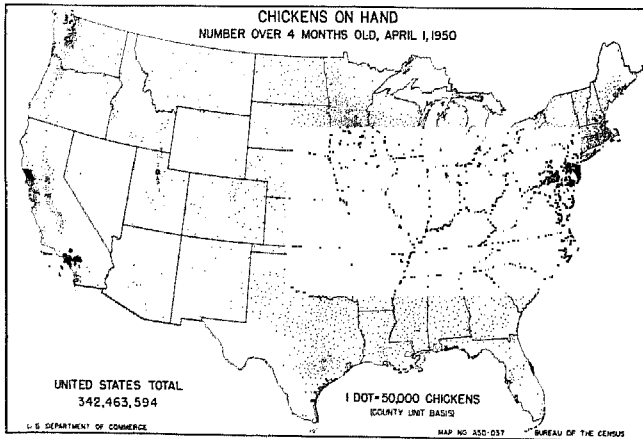 CHICKENS ON HAND
NUMBER OVER 4 MONTHS OLD, APRIL 1, 1950
UNITED STATES TOTAL
342,463,594
1 DOT=50,000 CHICKENS
(COUNTY UNIT BASIS)
U. S. DEPARTMENT OF COMMERCE
MAP NO. A50-037
BUREAU OF THE CENSUS